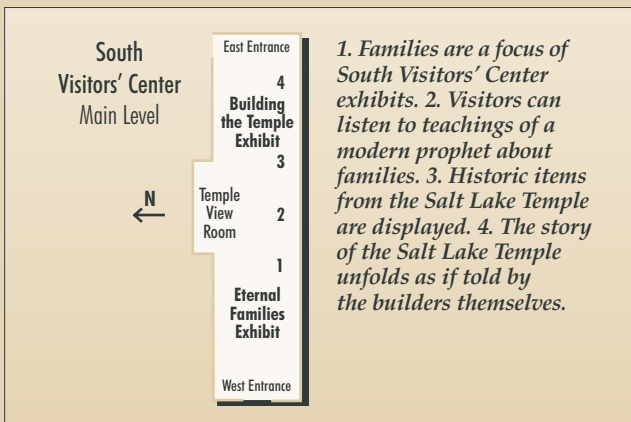 South
Visitors' Center
Main Level
N
East Entrance
4
Building
the Temple
Exhibit
3
Temple
View
Room
2
1
Eternal
Families
Exhibit
West Entrance
1. Families are a focus of
South Visitors' Center
exhibits. 2. Visitors can
listen to teachings of a
modern prophet about
families. 3. Historic items
from the Salt Lake Temple
are displayed. 4. The story
of the Salt Lake Temple
unfolds as if told by
the builders themselves.